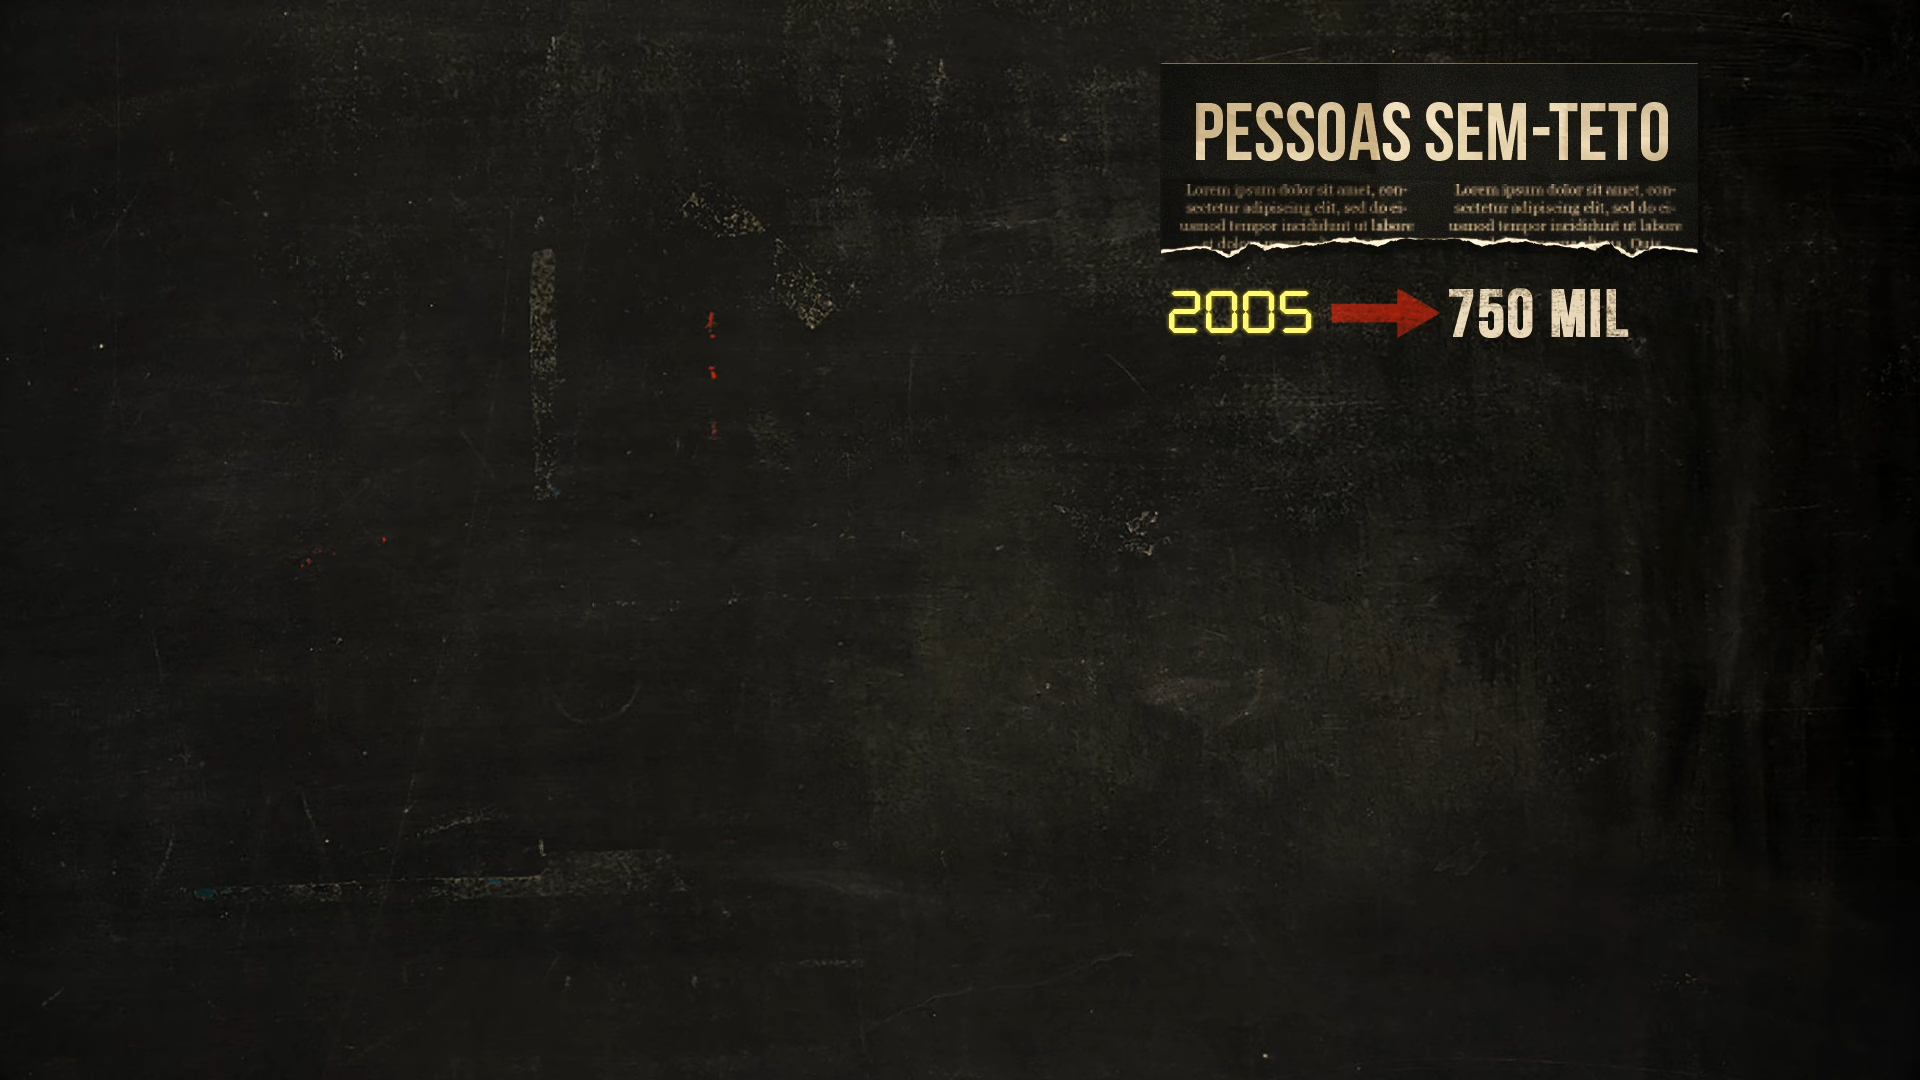 PESSOAS SEM-TETO
Lorem ipsum dolor sit amet, con-
sectetur adipiscing elit, sed do ei-
usmod tempor incididunt ut labore
Lorem ipsum dolor sit amet, con-
sectetur adipiscing elit, sed do ei-
usmod tempor incididunt ut labore
2005 750 MIL